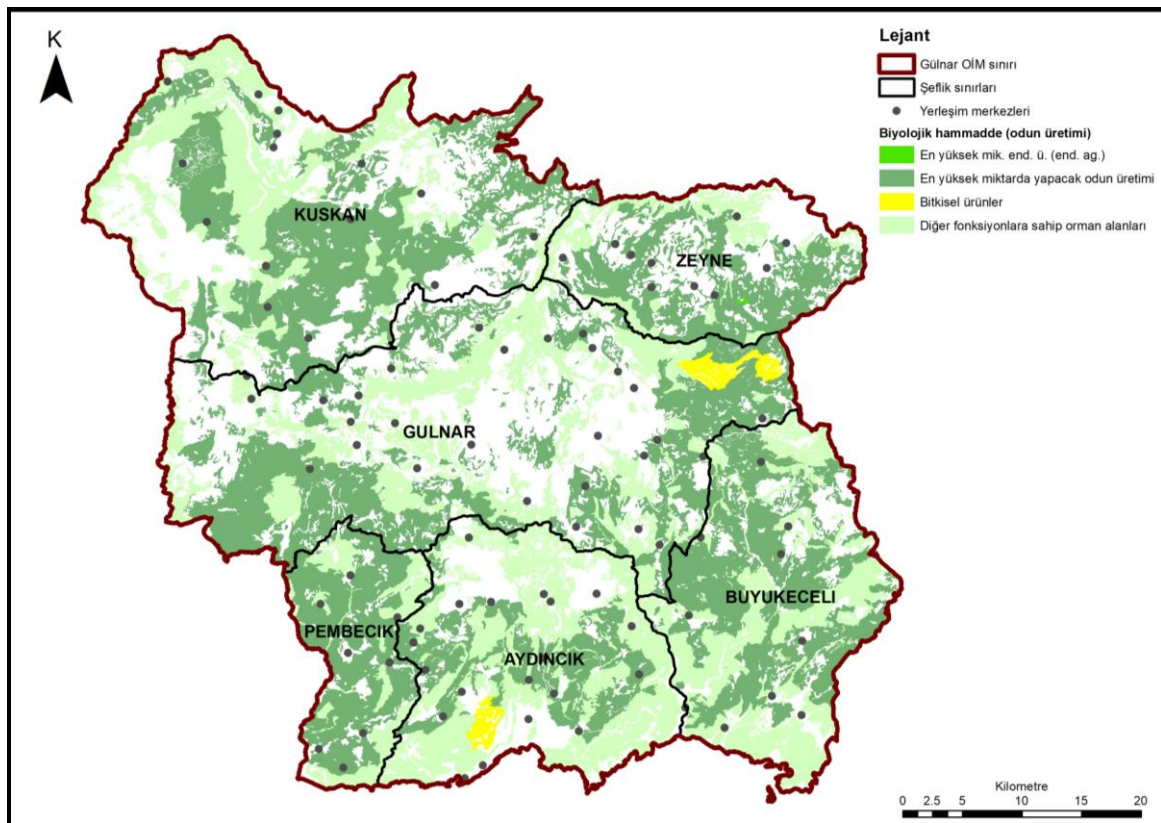 K
KUSKAN
ZEYNE
GULNAR
BUYUKECELI
PEMBECIK
AYDINCIK
Lejant
Gülnar OİM sınırı
Şeflik sınırları
Yerleşim merkezleri
Biyolojik hammadde (odun üretimi)
En yüksek mik. end. ü. (end. ag.)
En yüksek miktarda yapacak odun üretimi
Bitkisel ürünler
Diğer fonksiyonlara sahip orman alanları
Kilometre
0 2.5 5 10 15 20